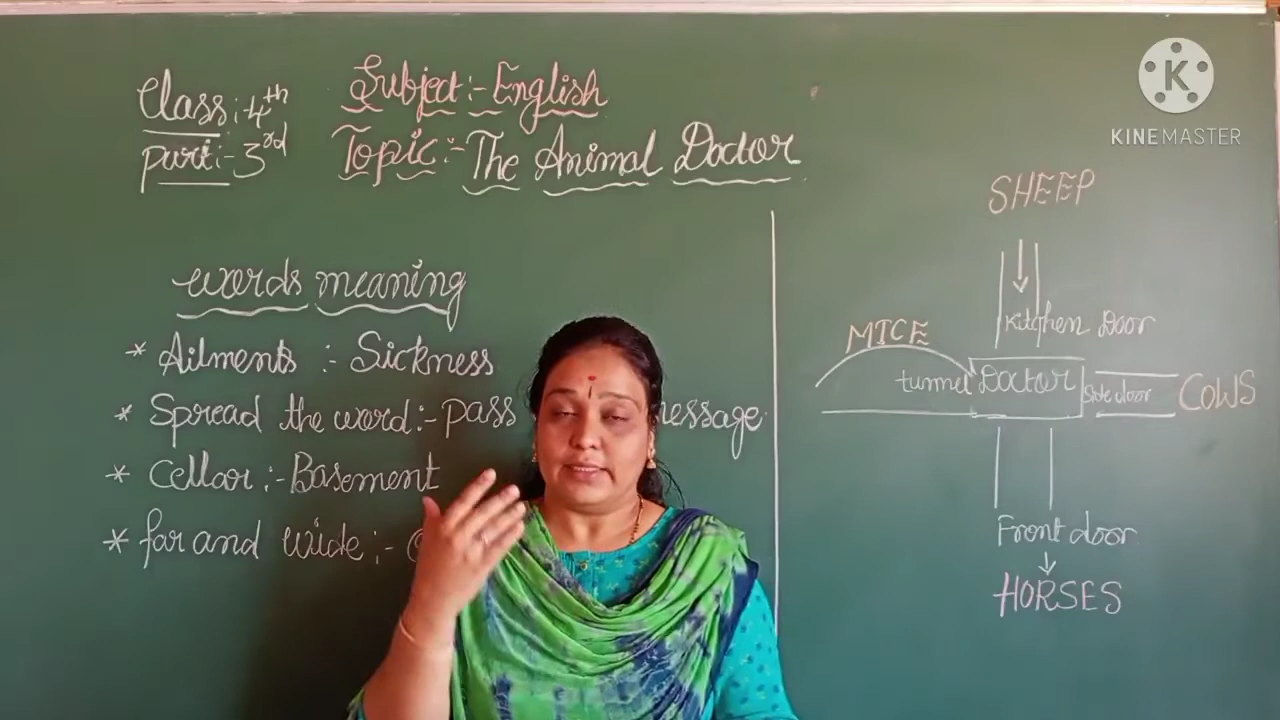 Class:4th
Subject:-English
Part:-3rd
Topic:-The Animal Doctor
words meaning
* Ailments :- Sickness
* Spread the word:-pass message
* Cellar:-Basement
* far and wide:-
SHEEP
Kitchen Door
MICE
tunnel Doctor Side door COWS
Front door
HORSES
K
KINEMASTER